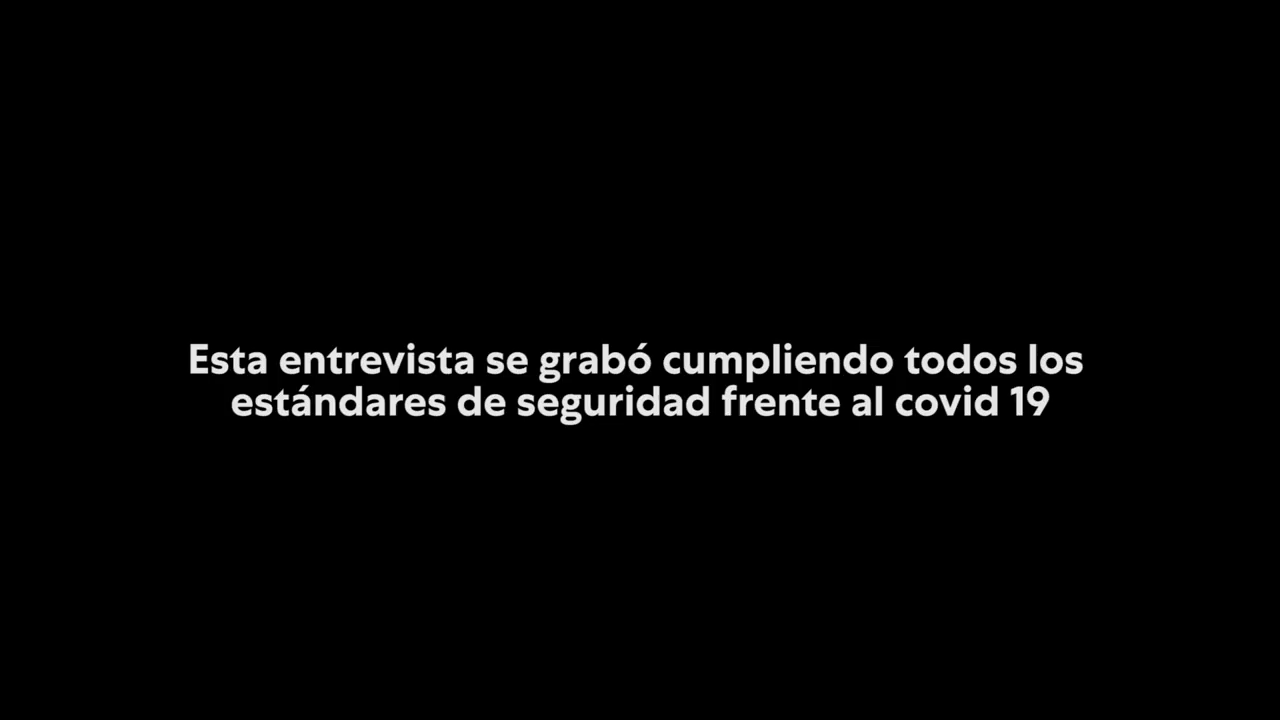 Esta entrevista se grabó cumpliendo todos los
estándares de seguridad frente al covid 19